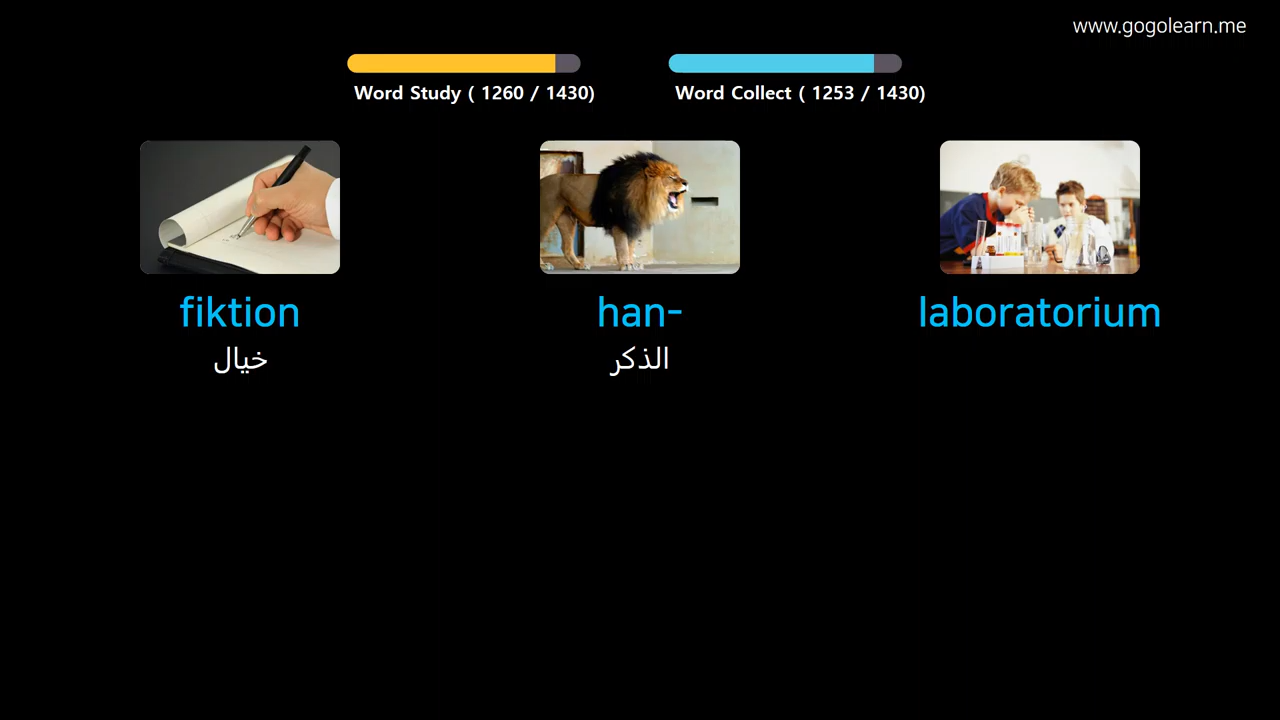 www.gogolearn.me
Word Study ( 1260 / 1430)
Word Collect ( 1253 / 1430)
fiktion
خيال
han-
الذكر
laboratorium